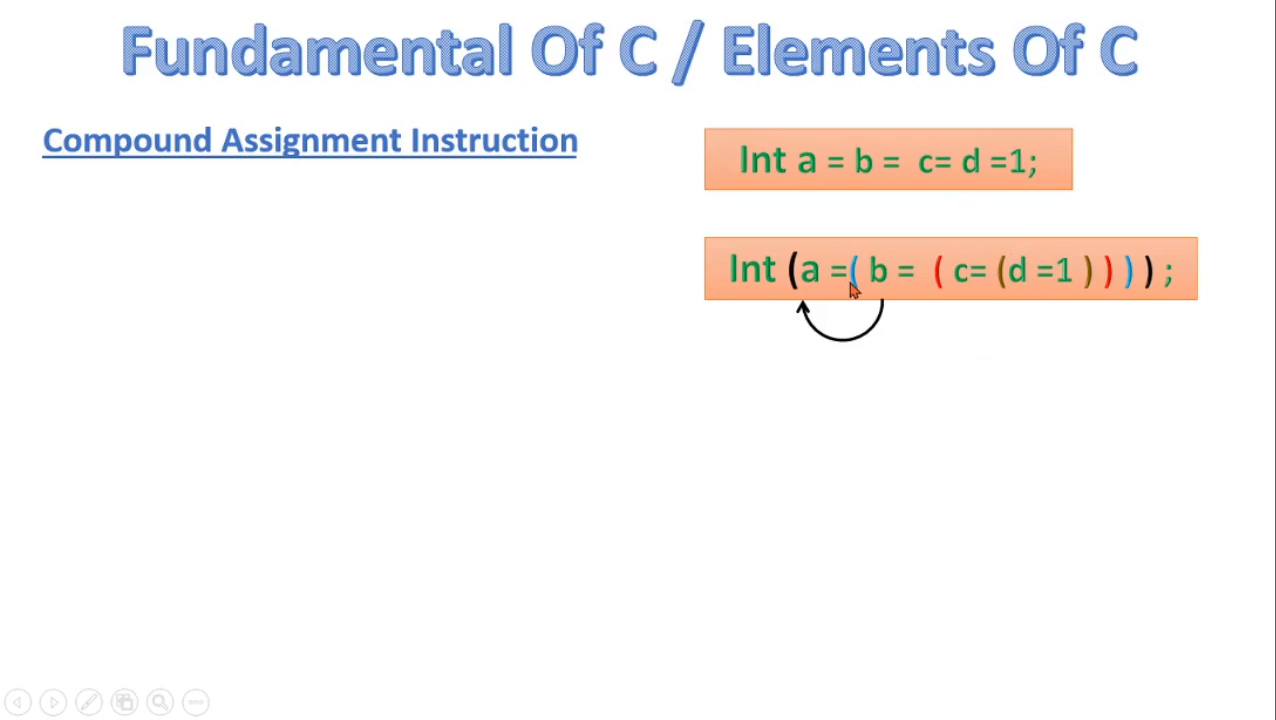 Fundamental Of C / Elements Of C
Compound Assignment Instruction
Int a = b = c= d =1;
Int (a =( b = ( c= (d =1 ) ) ) ) ;